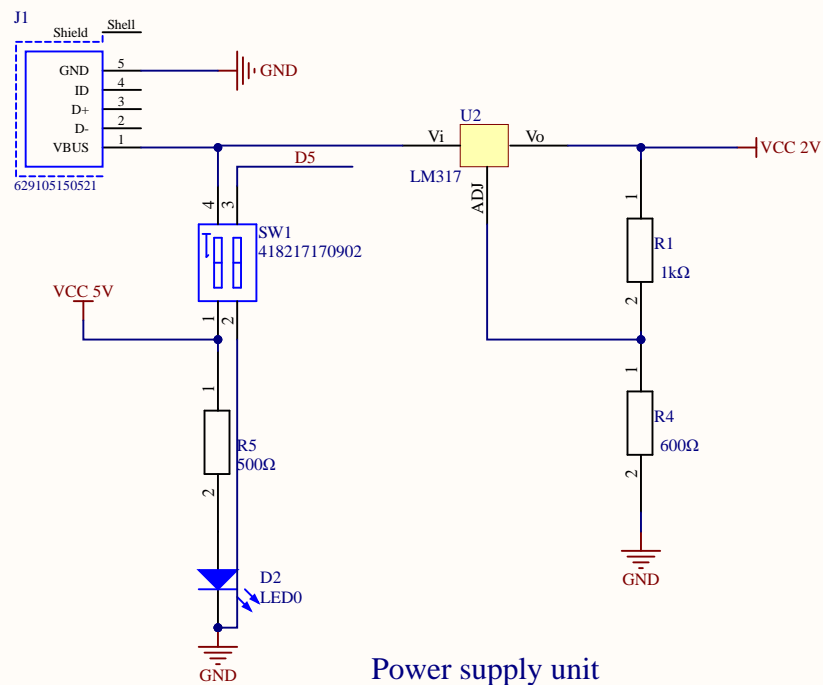 J1
Shield Shell
GND 5
GND
ID 4
D+ 3
D- 2
VBUS 1
629105150521
D5
4 3
SW1
418217170902
1 2
VCC 5V
1
R5
500Ω
2
D2
LED0
GND
U2
Vi Vo
LM317
ADJ
VCC 2V
1
R1
1kΩ
2
1
R4
600Ω
2
GND
Power supply unit